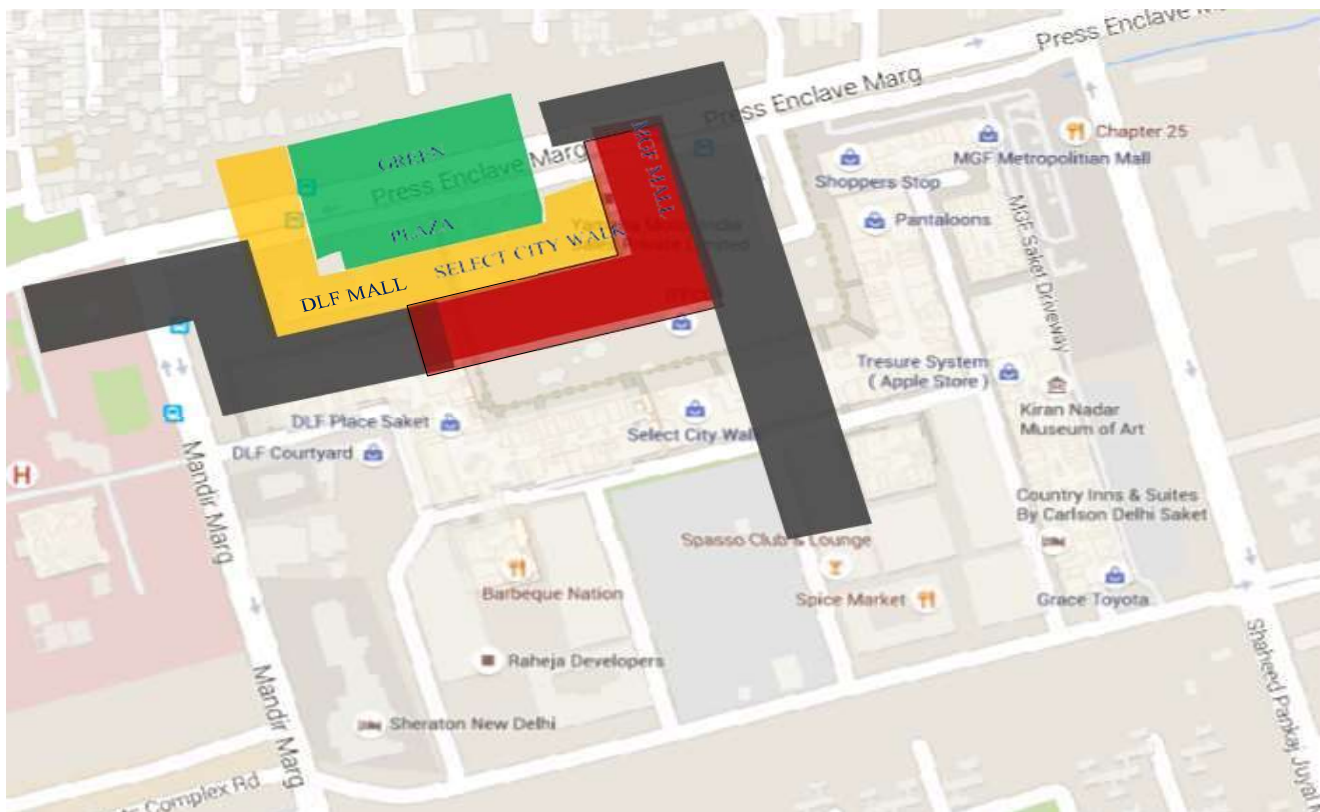 Press Enclave M
Press Enclave Marg
Chapter 25
MGF Metropolitian Mall
Shoppers Stop
Pantaloons
GREEN
Press Enclave Marg
PLAZA
MGF MALL
SELECT CITY WALK
DLF MALL
MGF Saket Driveway
Tresure System
( Apple Store )
Kiran Nadar
Museum of Art
DLF Place Saket
Select City Walk
DLF Courtyard
H
Mandir Marg
Country Inns & Suites
By Carlson Delhi Saket
Spasso Club & Lounge
Barbeque Nation
Spice Market
Grace Toyota
Raheja Developers
Sheraton New Delhi
Mandir Marg
Shaheed Pankaj Juyal M
Complex Rd